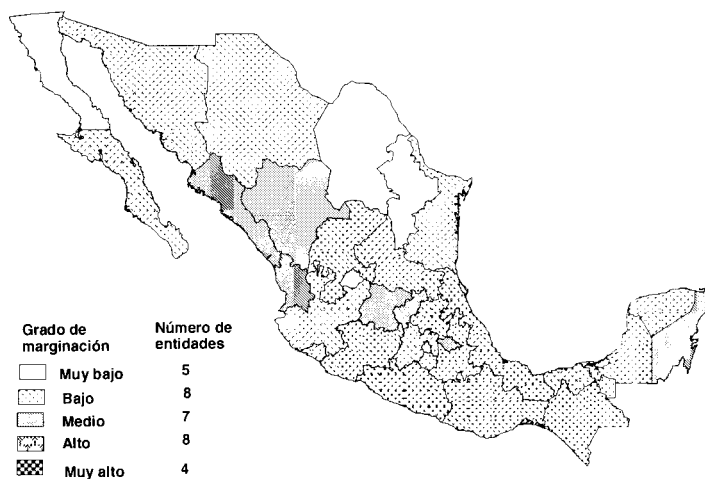 Grado de marginación Número de entidades
Muy bajo 5
Bajo 8
Medio 7
Alto 8
Muy alto 4